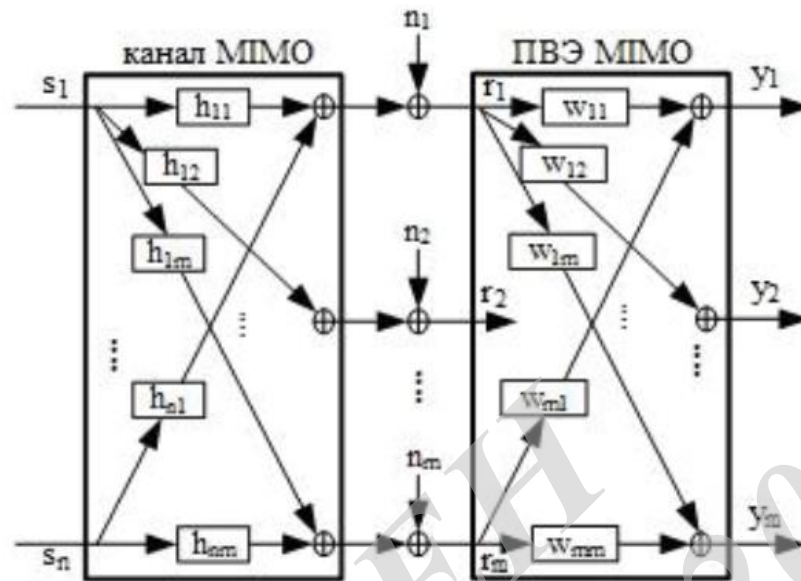 n₁
канал MIMO ПВЭ MIMO
s₁ h₁₁ r₁ w₁₁ y₁
h₁₂ w₁₂
h₁ₘ n₂ w₁ₘ
r₂ y₂
hₙ₁ wₘ₁
nₘ
sₙ hₙₘ rₘ wₘₘ yₘ